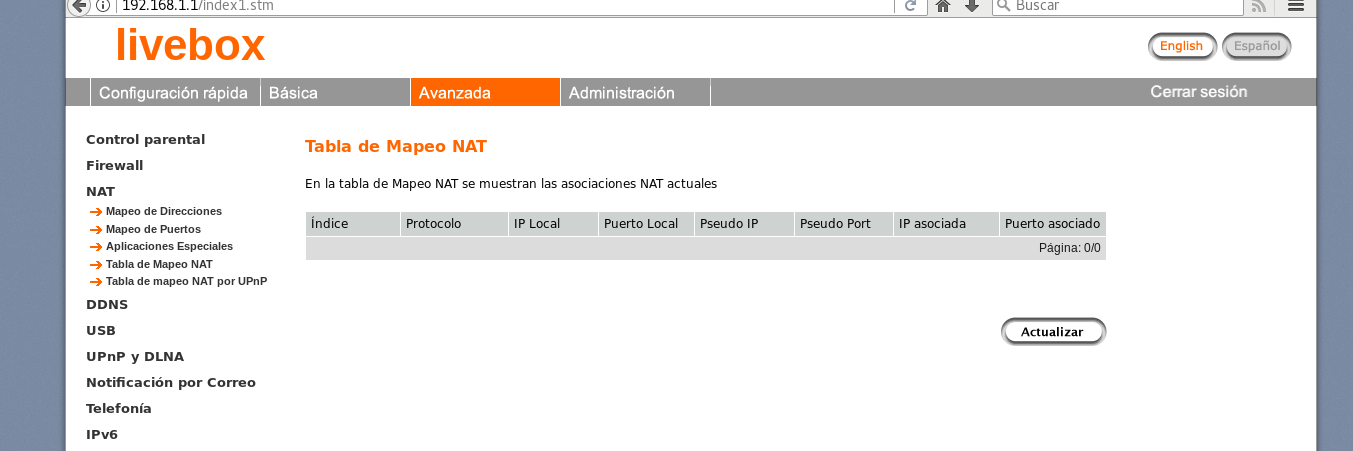 192.168.1.1/index1.stm
Buscar
livebox
English Español
Configuración rápida Básica Avanzada Administración Cerrar sesión
Control parental
Firewall
NAT
Mapeo de Direcciones
Mapeo de Puertos
Aplicaciones Especiales
Tabla de Mapeo NAT
Tabla de mapeo NAT por UPnP
DDNS
USB
UPnP y DLNA
Notificación por Correo
Telefonía
IPv6
Tabla de Mapeo NAT
En la tabla de Mapeo NAT se muestran las asociaciones NAT actuales
Índice Protocolo IP Local Puerto Local Pseudo IP Pseudo Port IP asociada Puerto asociado
Página: 0/0
Actualizar